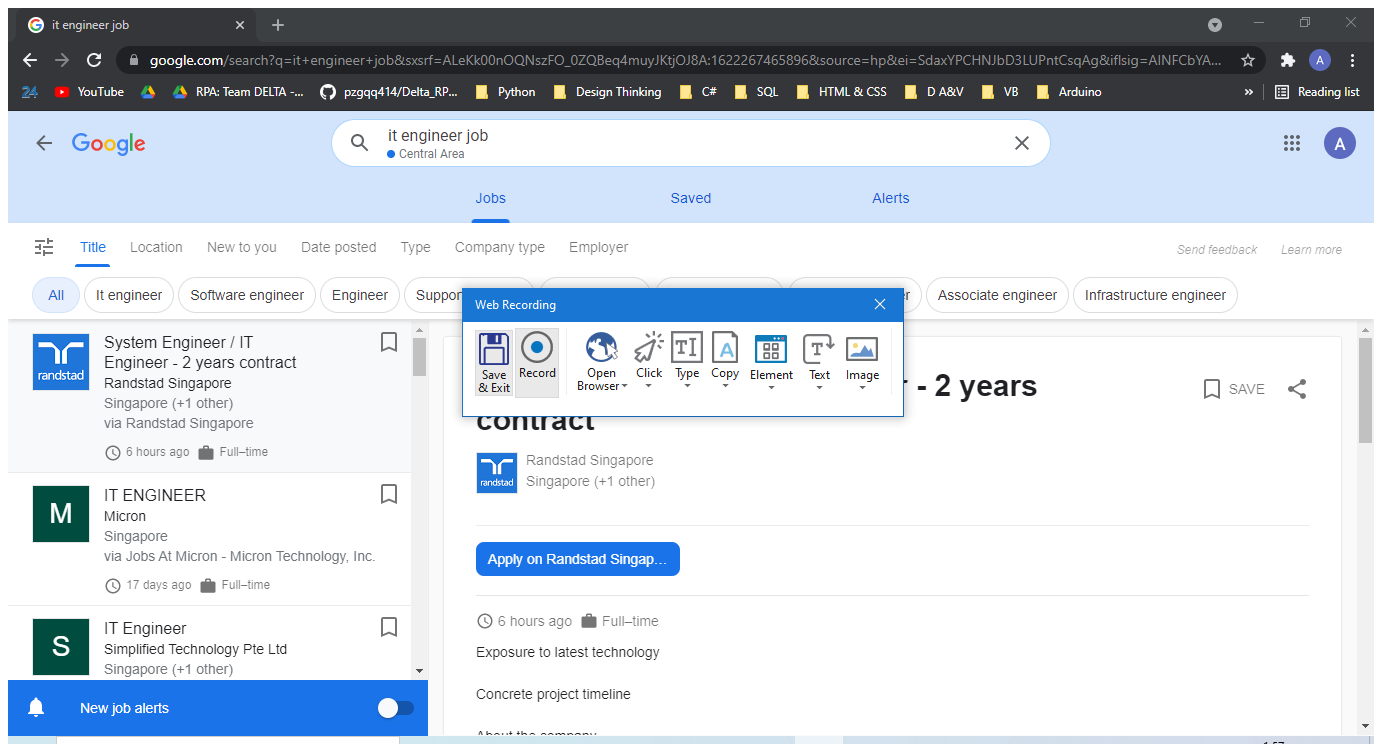 it engineer job
google.com/search?q=it+engineer+job&sxsrf=ALeKk00nOQNszFO_0ZQBeq4muyJKtjOJ8A:1622267465896&source=hp&ei=SdaxYPCHNJbD3LUPntCsqAg&iflsig=AINFCbYA...
A
24 YouTube RPA: Team DELTA -... pzgqq414/Delta_RP... Python Design Thinking C# SQL HTML & CSS D A&V VB Arduino » Reading list
Google
it engineer job
Central Area
A
Jobs Saved Alerts
Title Location New to you Date posted Type Company type Employer Send feedback Learn more
All It engineer Software engineer Engineer Associate engineer Infrastructure engineer
Web Recording
Save & Exit
Record
Open Browser
Click
Type
Copy
Element
Text
Image
randstad
System Engineer / IT
Engineer - 2 years contract
Randstad Singapore
Singapore (+1 other)
via Randstad Singapore
6 hours ago Full–time
M
IT ENGINEER
Micron
Singapore
via Jobs At Micron - Micron Technology, Inc.
17 days ago Full–time
S
IT Engineer
Simplified Technology Pte Ltd
Singapore (+1 other)
New job alerts
- 2 years
contract
SAVE
randstad
Randstad Singapore
Singapore (+1 other)
Apply on Randstad Singap...
6 hours ago Full–time
Exposure to latest technology
Concrete project timeline
About the company